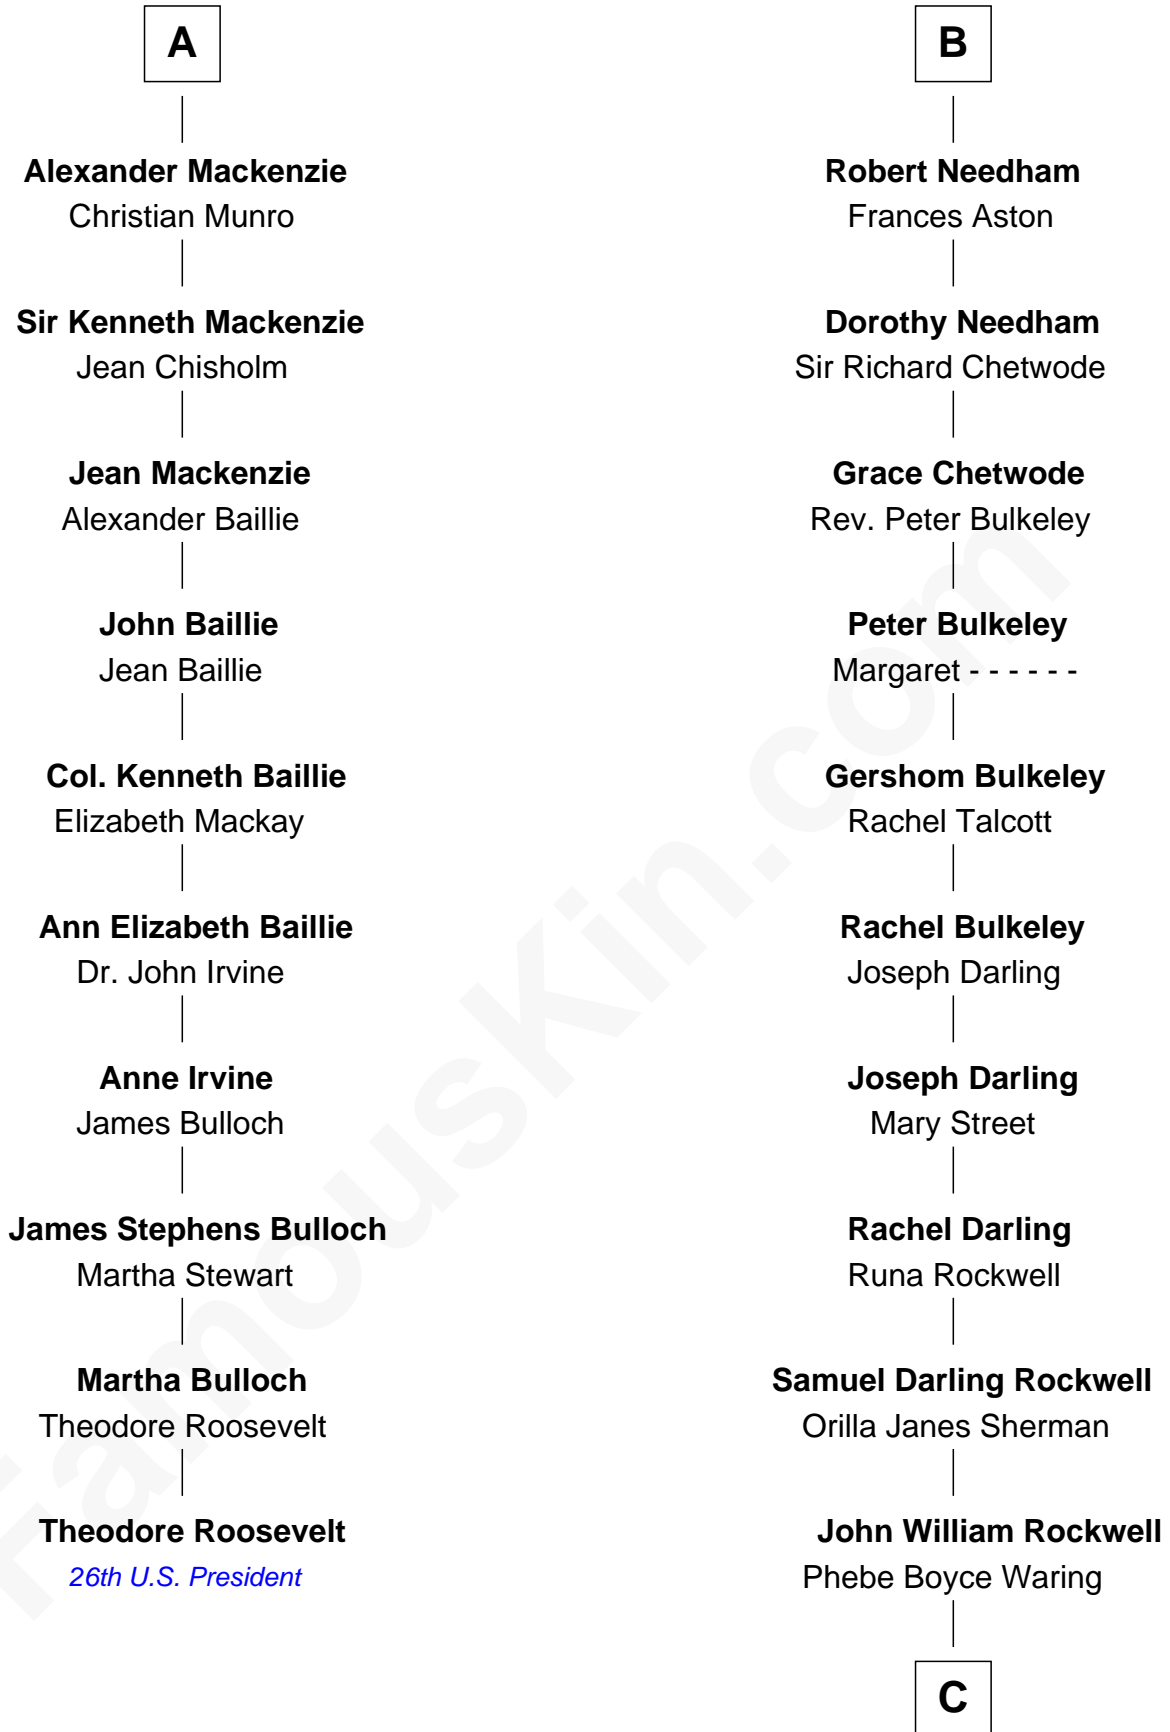 A
Alexander Mackenzie
Christian Munro
Sir Kenneth Mackenzie
Jean Chisholm
Jean Mackenzie
Alexander Baillie
John Baillie
Jean Baillie
Col. Kenneth Baillie
Elizabeth Mackay
Ann Elizabeth Baillie
Dr. John Irvine
Anne Irvine
James Bulloch
James Stephens Bulloch
Martha Stewart
Martha Bulloch
Theodore Roosevelt
Theodore Roosevelt
26th U.S. President
B
Robert Needham
Frances Aston
Dorothy Needham
Sir Richard Chetwode
Grace Chetwode
Rev. Peter Bulkeley
Peter Bulkeley
Margaret - - - - - -
Gershom Bulkeley
Rachel Talcott
Rachel Bulkeley
Joseph Darling
Joseph Darling
Mary Street
Rachel Darling
Runa Rockwell
Samuel Darling Rockwell
Orilla Janes Sherman
John William Rockwell
Phebe Boyce Waring
C
FamousKin.com